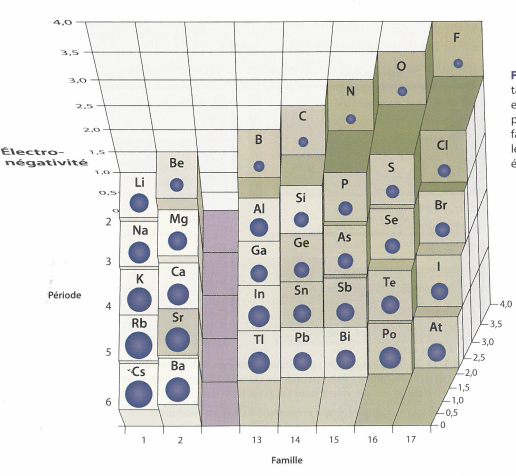 4,0
3,5
3,0
2,5
2,0
1,5
1,0
0,5
0
Électro-
négativité
F
O
N
C
B
Be
Li
Cl
S
P
Si
Al
Mg
Na
Br
Se
As
Ge
Ga
Ca
K
I
Te
Sb
Sn
In
Sr
Rb
At
Po
Bi
Pb
Tl
Ba
Cs
2
3
4
5
6
Période
4,0
3,5
3,0
2,5
2,0
1,5
1,0
0,5
0
1 2 13 14 15 16 17
Famille